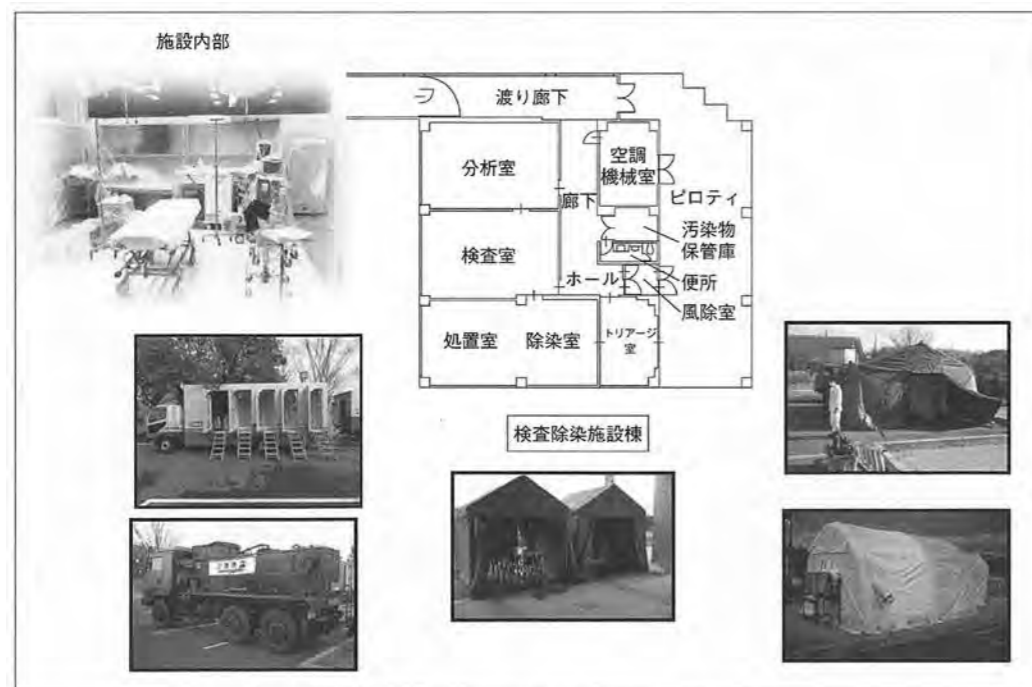 施設内部
渡り廊下
分析室
空調
機械室
廊下
ピロティ
検査室
汚染物
保管庫
ホール
便所
風除室
処置室
除染室
トリアージ
室
検査除染施設棟